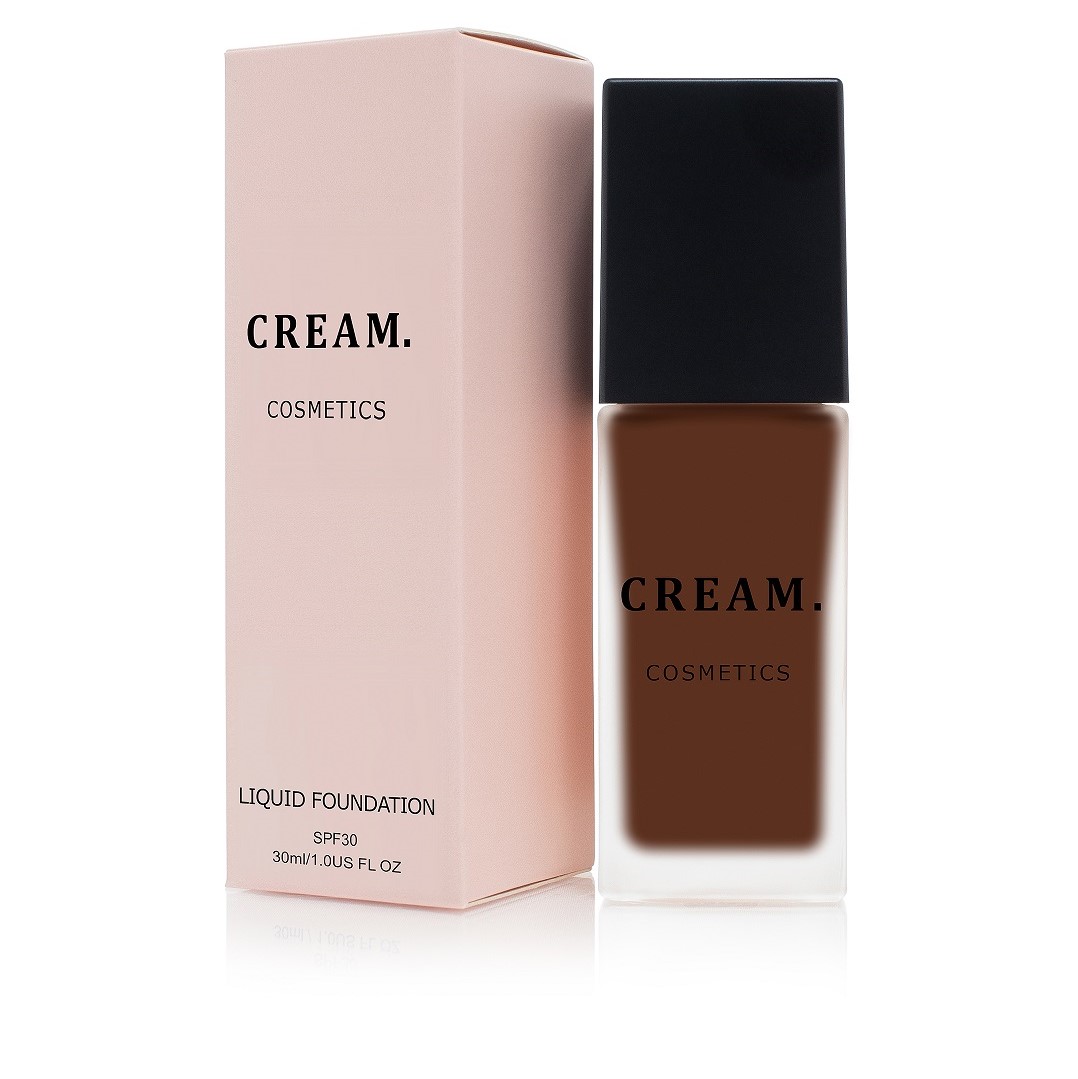 CREAM.
COSMETICS
LIQUID FOUNDATION
SPF30
30ml/1.0US FL OZ
CREAM.
COSMETICS